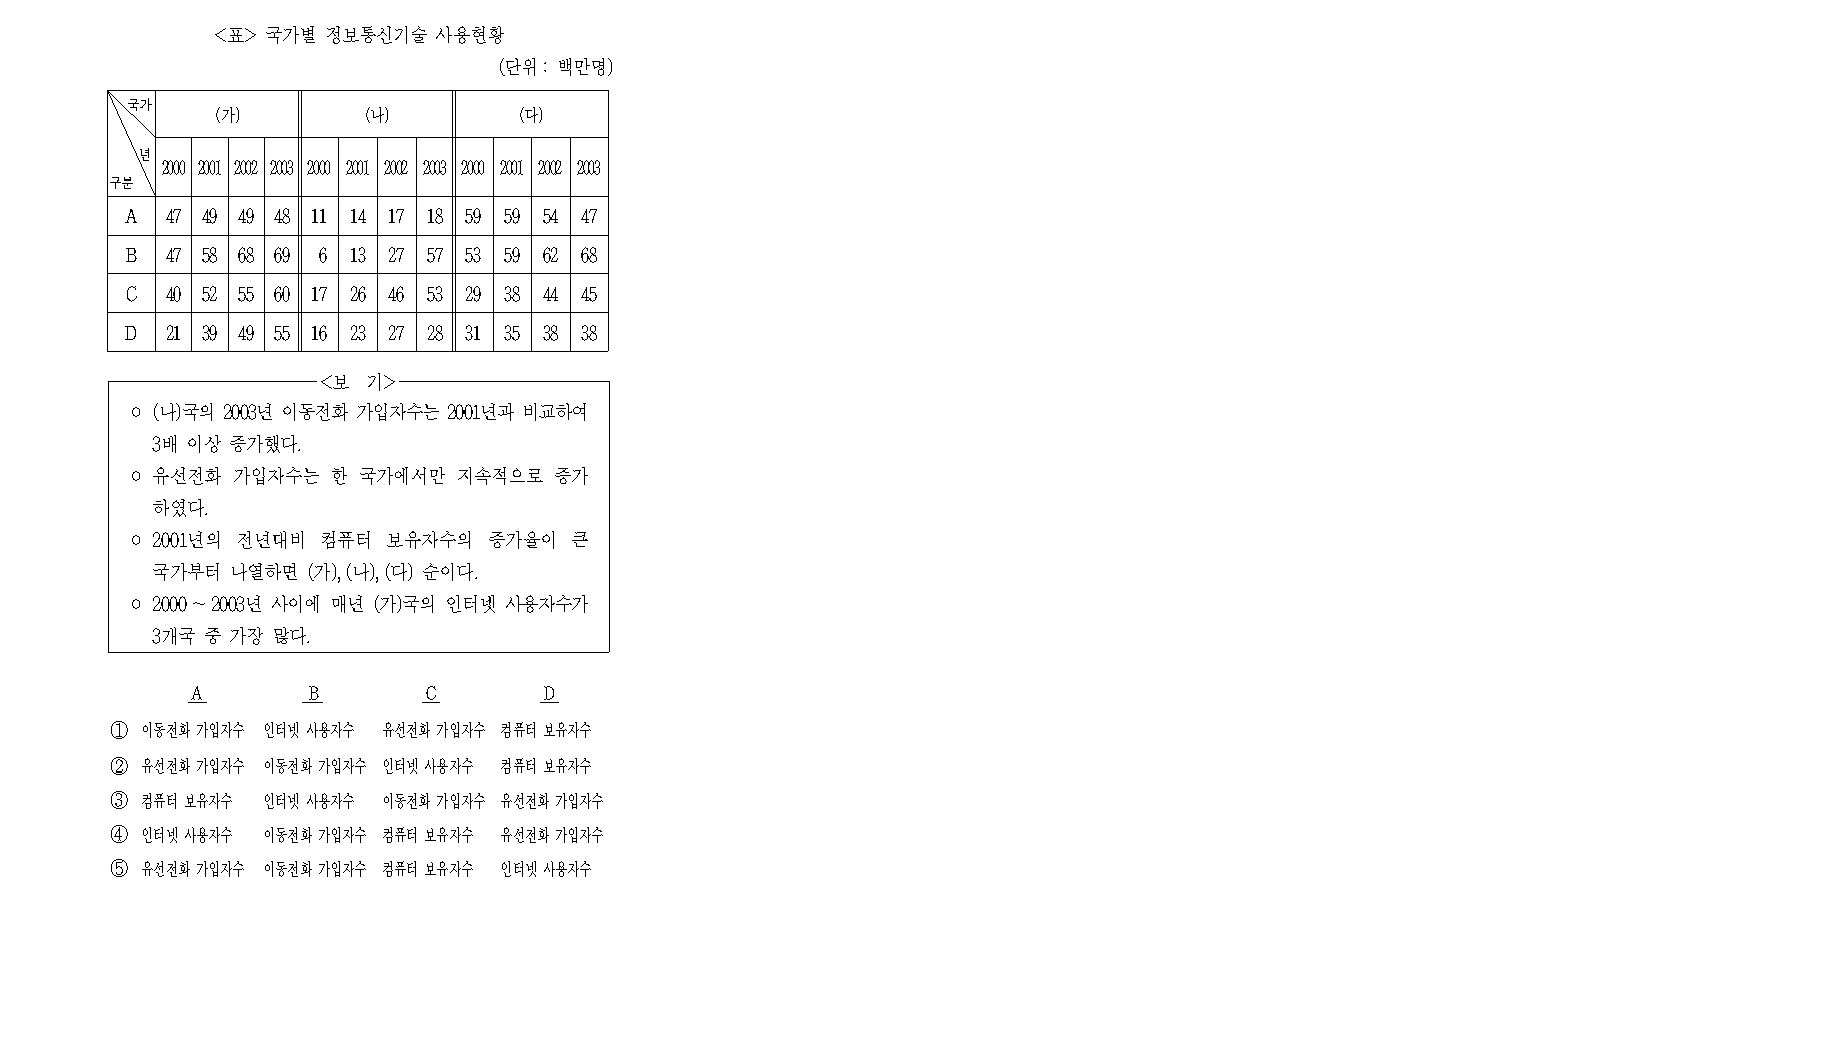 <표> 국가별 정보통신기술 사용현황
(단위 : 백만명)
국가 (가) (나) (다)
년
구분 2000 2001 2002 2003 2000 2001 2002 2003 2000 2001 2002 2003
A 47 49 49 48 11 14 17 18 59 59 54 47
B 47 58 68 69 6 13 27 57 53 59 62 68
C 40 52 55 60 17 26 46 53 29 38 44 45
D 21 39 49 55 16 23 27 28 31 35 38 38
<보 기>
○ (나)국의 2003년 이동전화 가입자수는 2001년과 비교하여
3배 이상 증가했다.
○ 유선전화 가입자수는 한 국가에서만 지속적으로 증가
하였다.
○ 2001년의 전년대비 컴퓨터 보유자수의 증가율이 큰
국가부터 나열하면 (가), (나), (다) 순이다.
○ 2000 ~ 2003년 사이에 매년 (가)국의 인터넷 사용자수가
3개국 중 가장 많다.
A B C D
① 이동전화 가입자수 인터넷 사용자수 유선전화 가입자수 컴퓨터 보유자수
② 유선전화 가입자수 이동전화 가입자수 인터넷 사용자수 컴퓨터 보유자수
③ 컴퓨터 보유자수 인터넷 사용자수 이동전화 가입자수 유선전화 가입자수
④ 인터넷 사용자수 이동전화 가입자수 컴퓨터 보유자수 유선전화 가입자수
⑤ 유선전화 가입자수 이동전화 가입자수 컴퓨터 보유자수 인터넷 사용자수